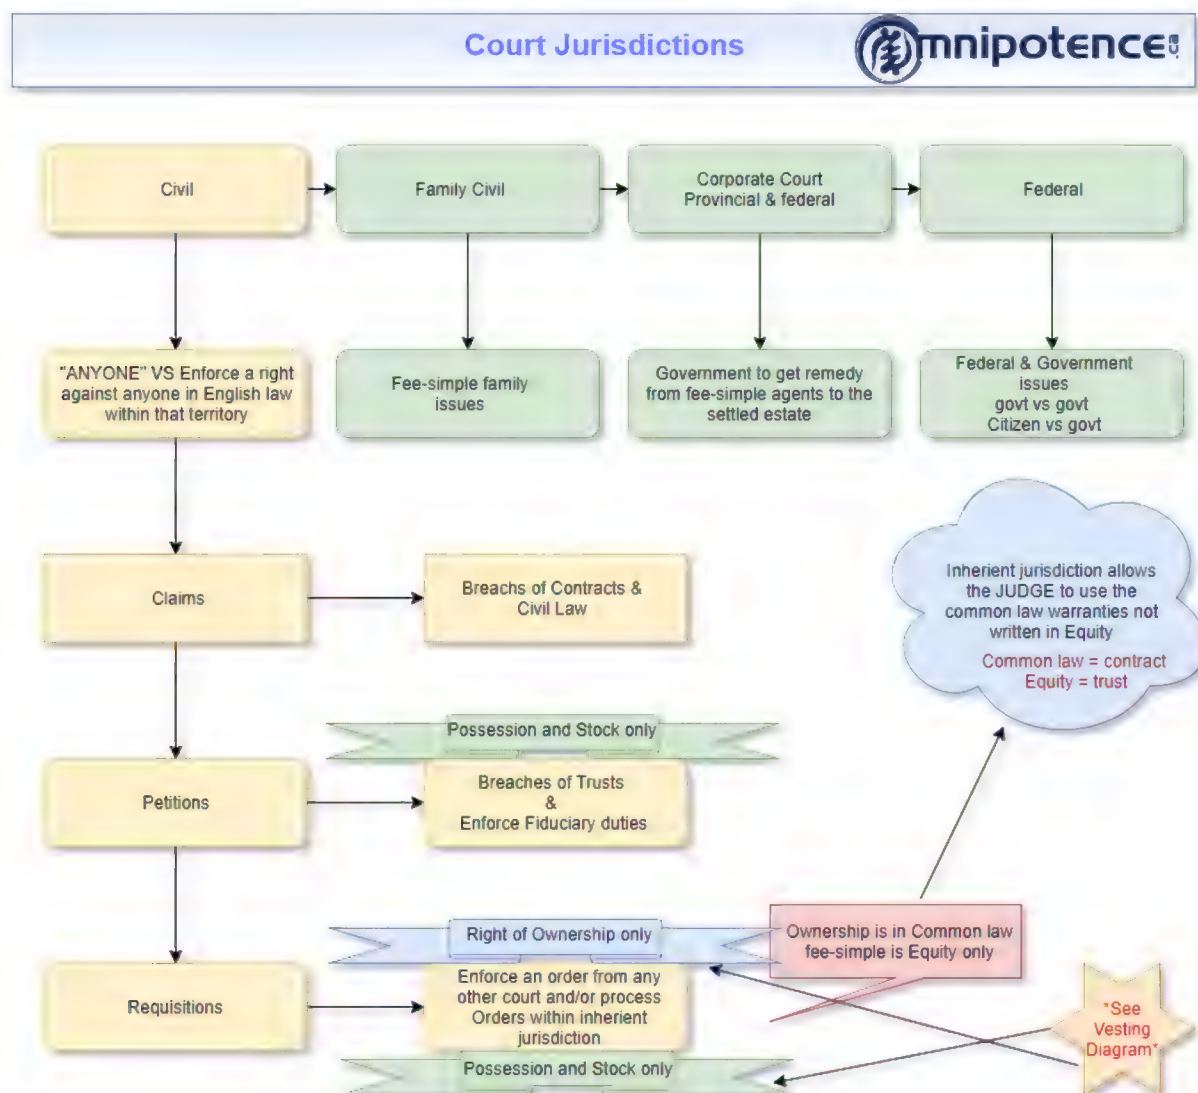 Court Jurisdictions
mnipotence
Civil
Family Civil
Corporate Court
Provincial & federal
Federal
"ANYONE" VS Enforce a right
against anyone in English law
within that territory
Fee-simple family
issues
Government to get remedy
from fee-simple agents to the
settled estate
Federal & Government
issues
govt vs govt
Citizen vs govt
Claims
Breachs of Contracts &
Civil Law
Inherient jurisdiction allows
the JUDGE to use the
common law warranties not
written in Equity
Common law = contract
Equity = trust
Possession and Stock only
Petitions
Breaches of Trusts
&
Enforce Fiduciary duties
Right of Ownership only
Ownership is in Common law
fee-simple is Equity only
Requisitions
Enforce an order from any
other court and/or process
Orders within inherient
jurisdiction
*See
Vesting
Diagram*
Possession and Stock only